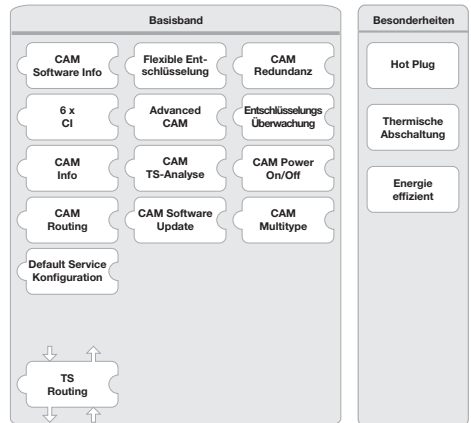 Basisband
CAM
Software Info
Flexible Ent-
schlüsselung
CAM
Redundanz
6 x
CI
Advanced
CAM
Entschlüsselungs
Überwachung
CAM
Info
CAM
TS-Analyse
CAM Power
On/Off
CAM
Routing
CAM Software
Update
CAM
Multitype
Default Service
Konfiguration
TS
Routing
Besonderheiten
Hot Plug
Thermische
Abschaltung
Energie
effizient